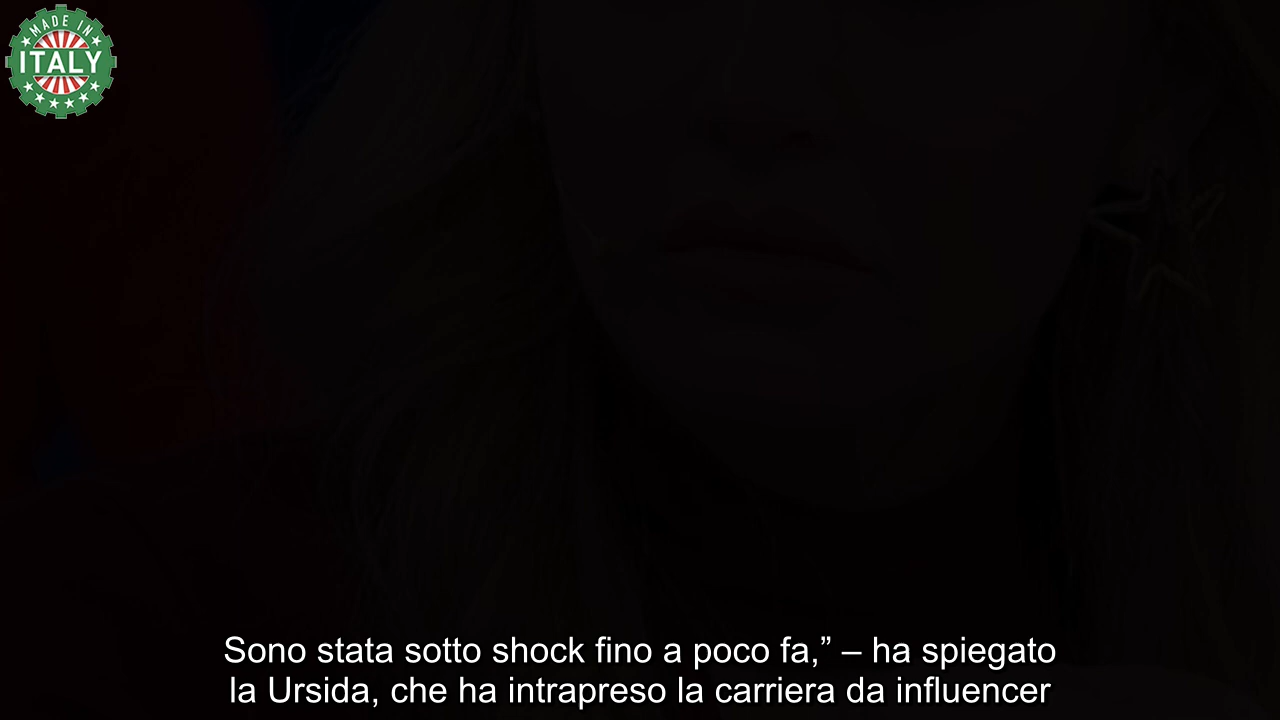 MADE IN
ITALY
Sono stata sotto shock fino a poco fa,” – ha spiegato
la Ursida, che ha intrapreso la carriera da influencer